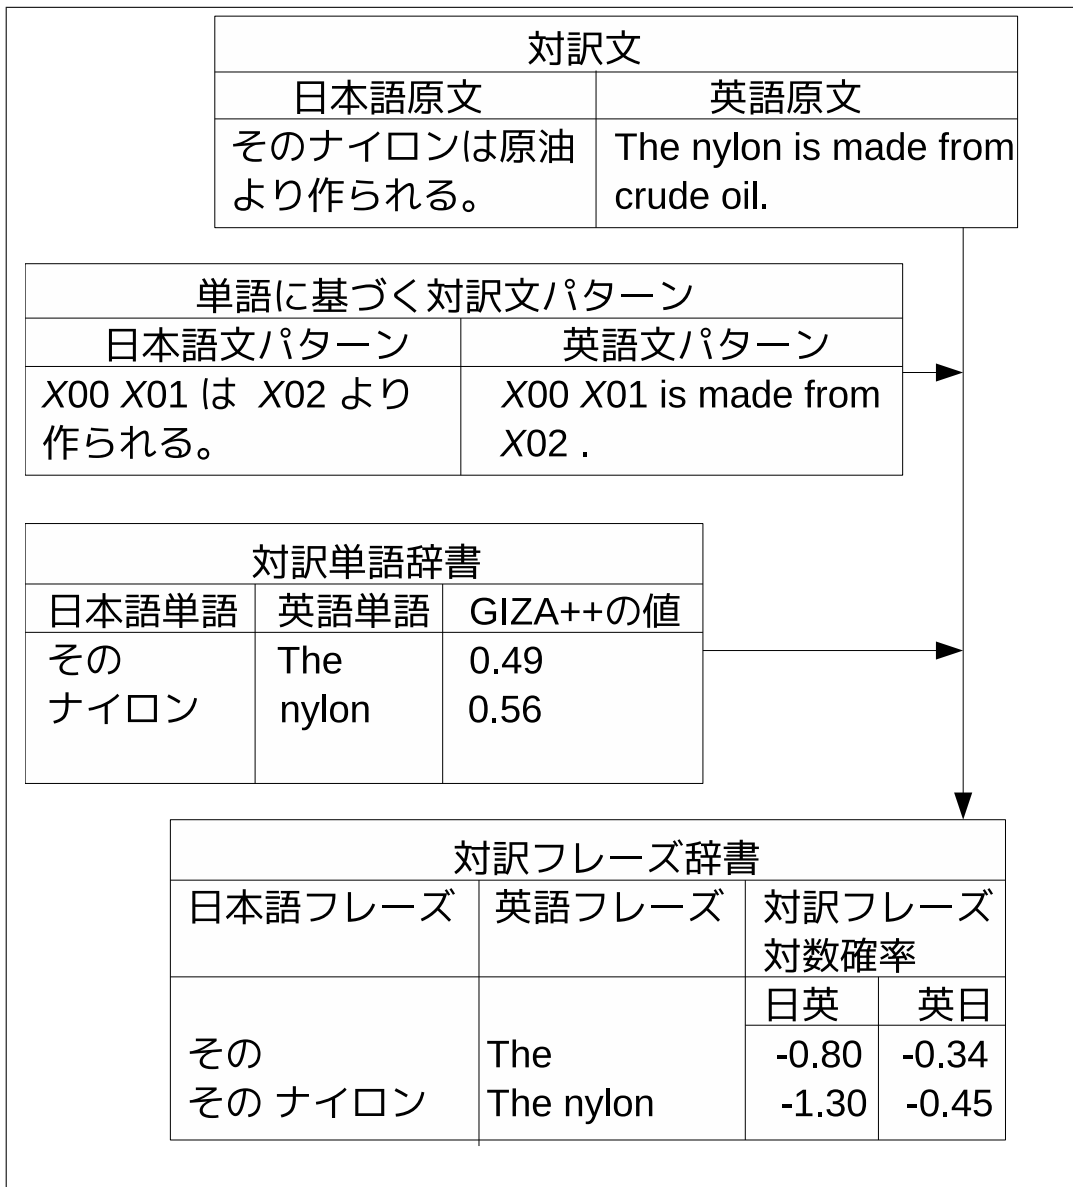 対訳文
日本語原文 英語原文
そのナイロンは原油 The nylon is made from
より作られる。 crude oil.
単語に基づく対訳文パターン
日本語文パターン 英語文パターン
X00 X01 は X02 より X00 X01 is made from
作られる。 X02 .
対訳単語辞書
日本語単語 英語単語 GIZA++の値
その The 0.49
ナイロン nylon 0.56
対訳フレーズ辞書
日本語フレーズ 英語フレーズ 対訳フレーズ
対数確率
日英 英日
その The -0.80 -0.34
その ナイロン The nylon -1.30 -0.45